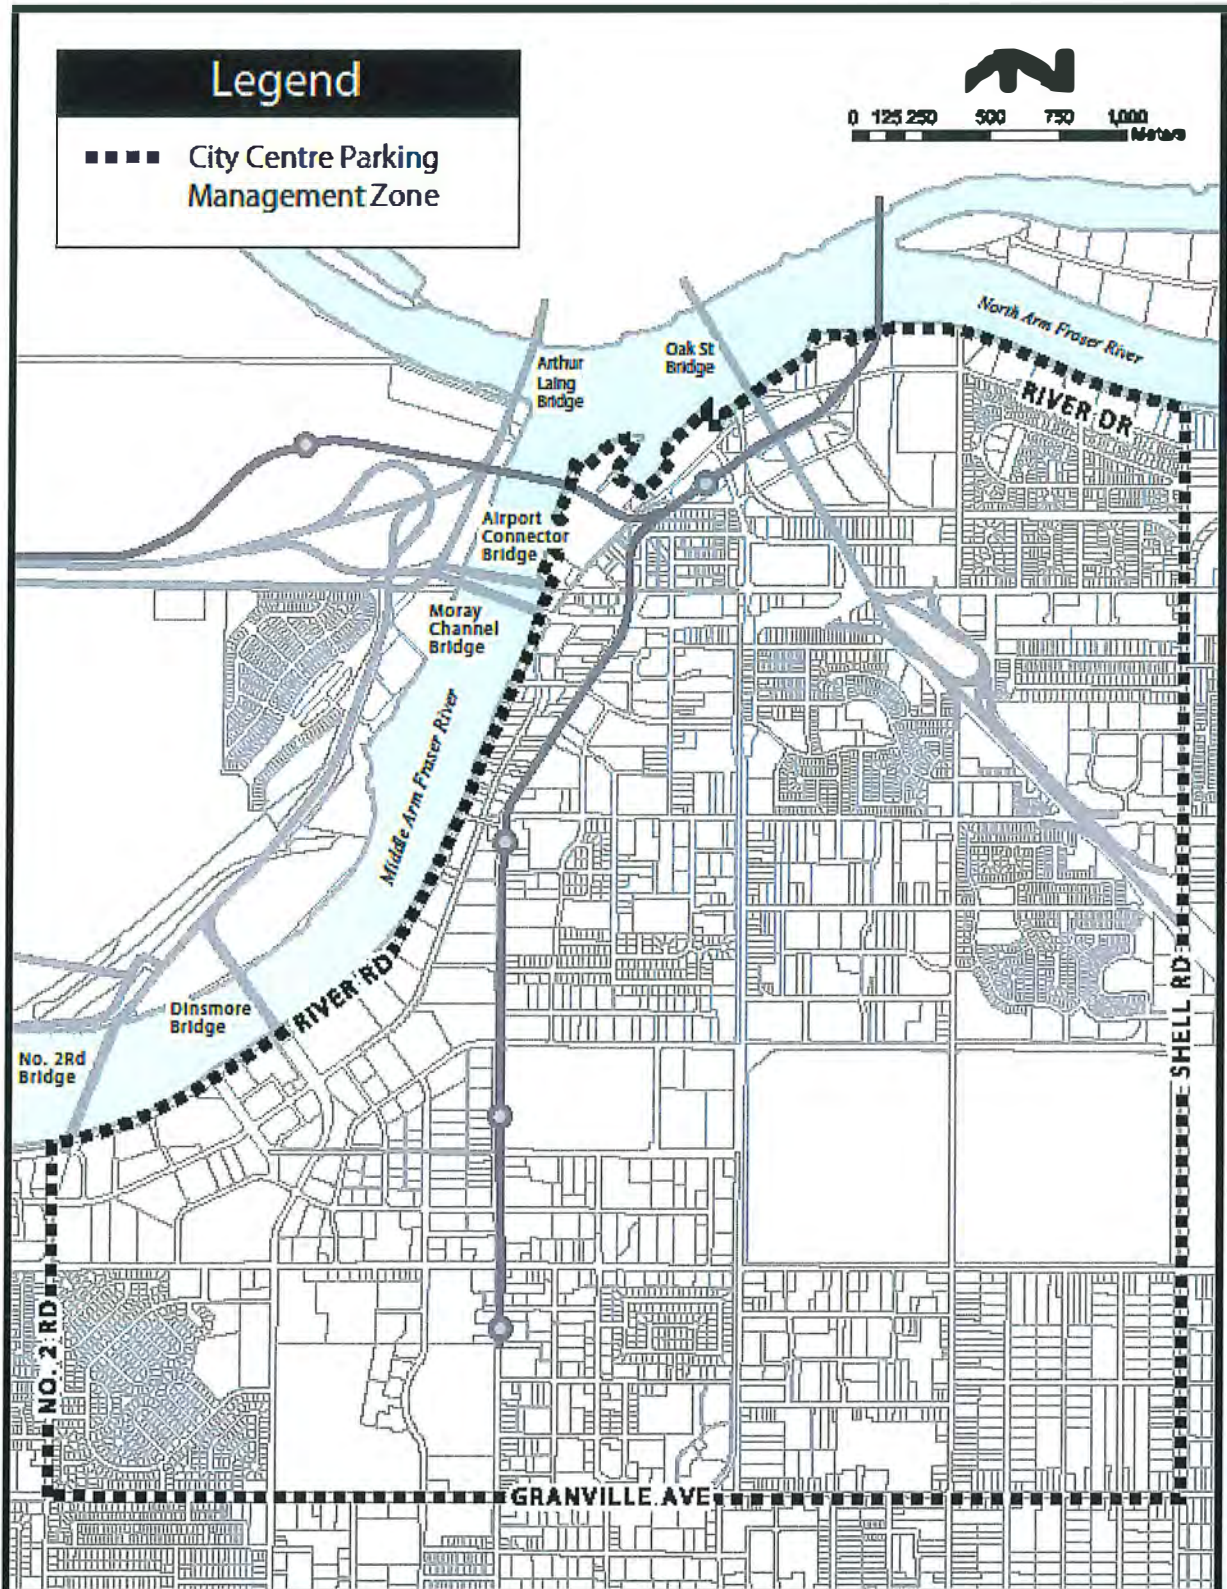 Legend
City Centre Parking
Management Zone
N
0 125 250 500 750 1,000
Meters
North Arm Fraser River
Arthur
Laing
Bridge
Oak St
Bridge
RIVER DR
Airport
Connector
Bridge
Moray
Channel
Bridge
Middle Arm Fraser River
RIVER RD
Dinsmore
Bridge
No. 2Rd
Bridge
SHELL RD
NO. 2 RD
GRANVILLE AVE